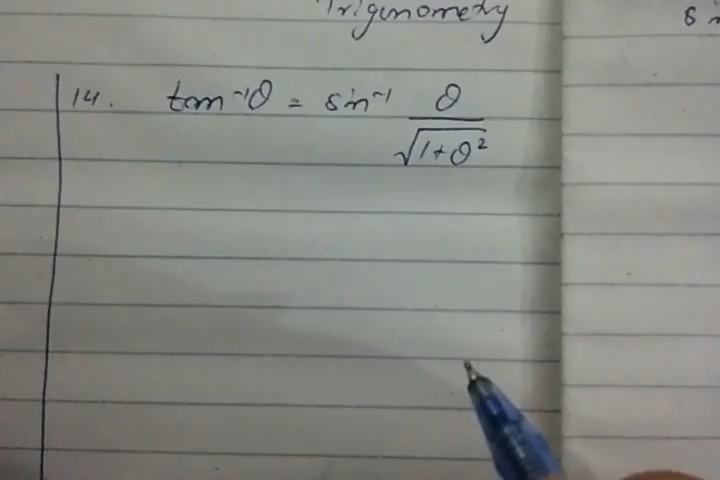 Trigonometry
14. tan⁻¹θ = sin⁻¹ θ/√(1+θ²)